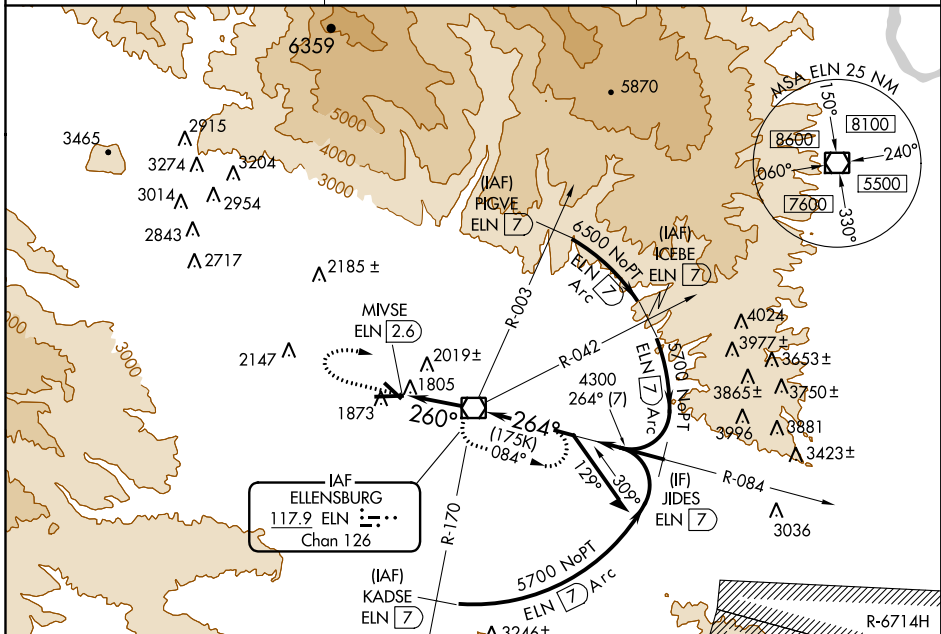 6359
5870
5000
4000
3000
3465
2915
3274
3204
3014
2954
2843
2717
2185 ±
MSA ELN 25 NM
150°
8600
8100
060°
240°
7600
5500
330°
(IAF)
PIGVE
ELN 7
6500 NoPT
ELN 7
Arc
(IAF)
ICEBE
ELN 7
R-003
R-042
MIVSE
ELN 2.6
2147
2019±
1805
1873
3000
4024
3977±
3653±
3865±
3750±
3996
3881
3423±
3036
5700 NoPT
ELN 7 Arc
4300
264° (7)
260°
264°
(175K)
084°
129°
309°
(IF)
JIDES
ELN 7
R-084
IAF
ELLENSBURG
117.9 ELN
Chan 126
R-170
(IAF)
KADSE
ELN 7
5700 NoPT
ELN 7 Arc
3246±
R-6714H